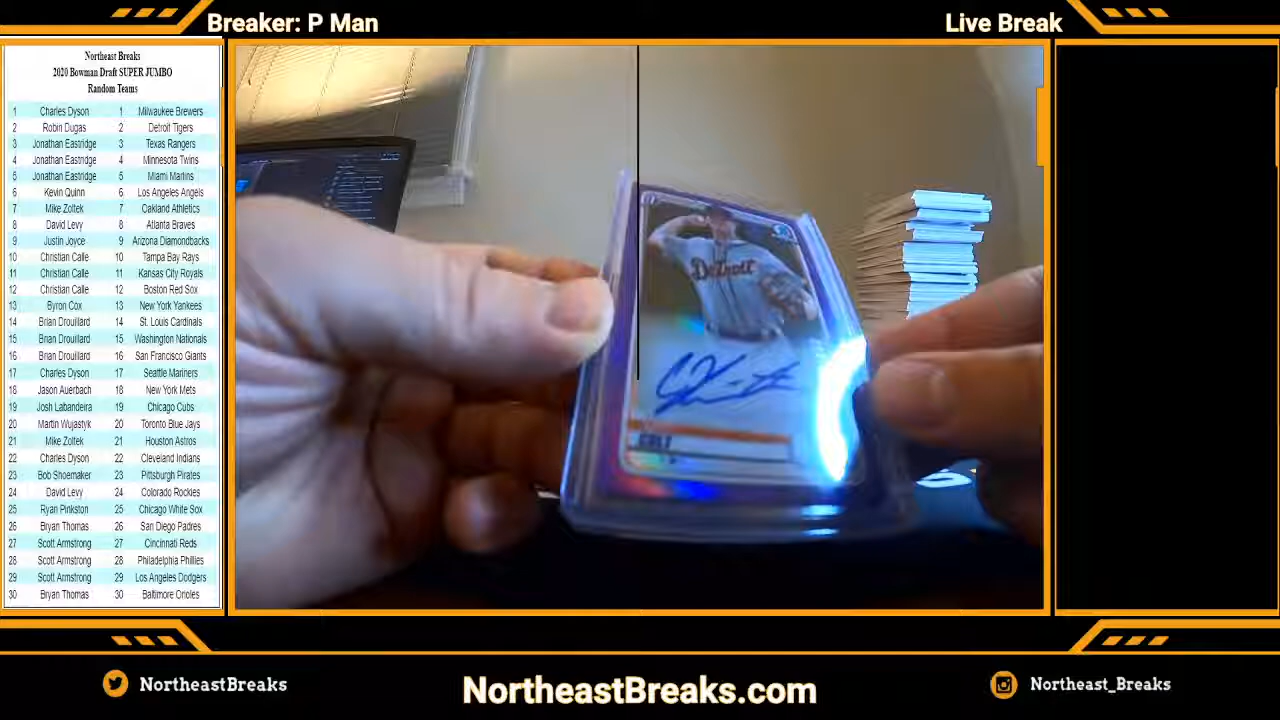 Breaker: P Man
Live Break
Northeast Breaks
2020 Bowman Draft SUPER JUMBO
Random Teams
1 Charles Dyson 1 Milwaukee Brewers
2 Robin Dugas 2 Detroit Tigers
3 Jonathan Eastridge 3 Texas Rangers
4 Jonathan Eastridge 4 Minnesota Twins
5 Jonathan Eastridge 5 Miami Marlins
6 Kevin Quinn 6 Los Angeles Angels
7 Mike Zoltek 7 Oakland Athletics
8 David Levy 8 Atlanta Braves
9 Justin Joyce 9 Arizona Diamondbacks
10 Christian Calle 10 Tampa Bay Rays
11 Christian Calle 11 Kansas City Royals
12 Christian Calle 12 Boston Red Sox
13 Byron Cox 13 New York Yankees
14 Brian Drouillard 14 St. Louis Cardinals
15 Brian Drouillard 15 Washington Nationals
16 Brian Drouillard 16 San Francisco Giants
17 Charles Dyson 17 Seattle Mariners
18 Jason Auerbach 18 New York Mets
19 Josh Labandeira 19 Chicago Cubs
20 Martin Wujastyk 20 Toronto Blue Jays
21 Mike Zoltek 21 Houston Astros
22 Charles Dyson 22 Cleveland Indians
23 Bob Shoemaker 23 Pittsburgh Pirates
24 David Levy 24 Colorado Rockies
25 Ryan Pinkston 25 Chicago White Sox
26 Bryan Thomas 26 San Diego Padres
27 Scott Armstrong 27 Cincinnati Reds
28 Scott Armstrong 28 Philadelphia Phillies
29 Scott Armstrong 29 Los Angeles Dodgers
30 Bryan Thomas 30 Baltimore Orioles
Detroit
COLT
NortheastBreaks
NortheastBreaks.com
Northeast_Breaks